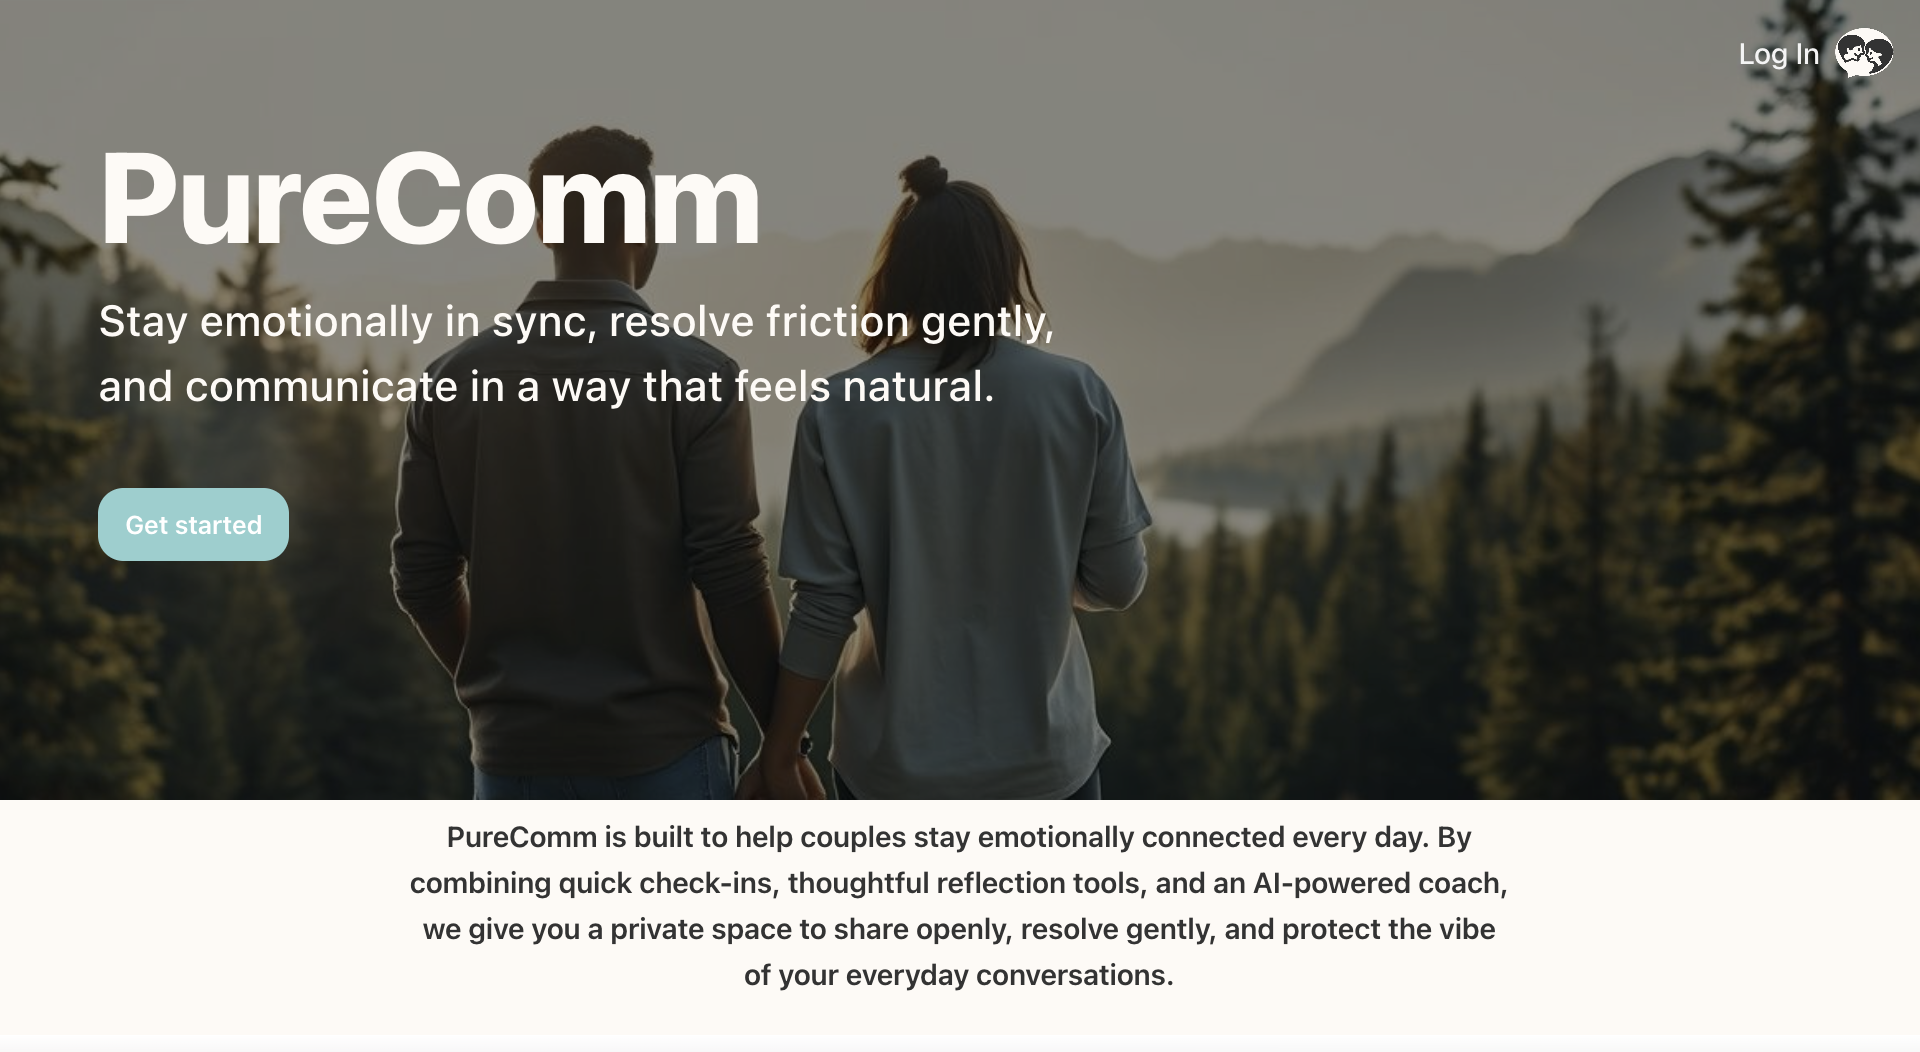 Log In
PureComm
Stay emotionally in sync, resolve friction gently,
and communicate in a way that feels natural.
Get started
PureComm is built to help couples stay emotionally connected every day. By
combining quick check-ins, thoughtful reflection tools, and an AI-powered coach,
we give you a private space to share openly, resolve gently, and protect the vibe
of your everyday conversations.